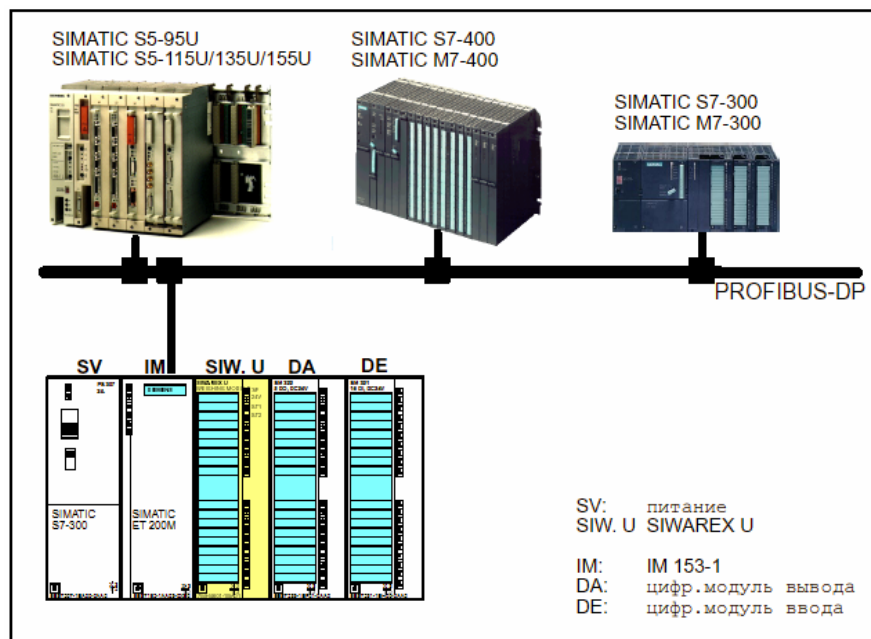 SIMATIC S5-95U
SIMATIC S5-115U/135U/155U
SIMATIC S7-400
SIMATIC M7-400
SIMATIC S7-300
SIMATIC M7-300
PROFIBUS-DP
SV IM SIW. U DA DE
SIMATIC
S7-300
SIMATIC
ET 200M
SV: питание
SIW. U SIWAREX U
IM: IM 153-1
DA: цифр.модуль вывода
DE: цифр.модуль ввода